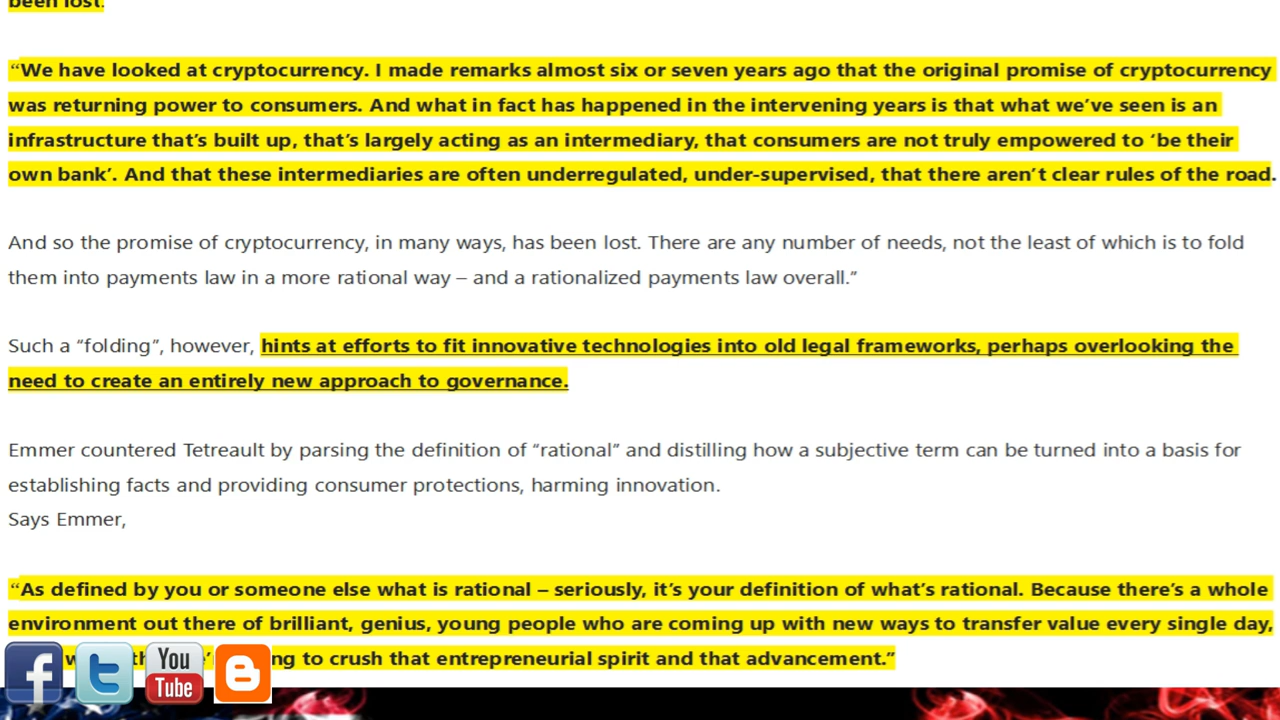 been lost.
“We have looked at cryptocurrency. I made remarks almost six or seven years ago that the original promise of cryptocurrency
was returning power to consumers. And what in fact has happened in the intervening years is that what we’ve seen is an
infrastructure that’s built up, that’s largely acting as an intermediary, that consumers are not truly empowered to ‘be their
own bank’. And that these intermediaries are often underregulated, under-supervised, that there aren’t clear rules of the road.
And so the promise of cryptocurrency, in many ways, has been lost. There are any number of needs, not the least of which is to fold
them into payments law in a more rational way – and a rationalized payments law overall.”
Such a “folding”, however, hints at efforts to fit innovative technologies into old legal frameworks, perhaps overlooking the
need to create an entirely new approach to governance.
Emmer countered Tetreault by parsing the definition of “rational” and distilling how a subjective term can be turned into a basis for
establishing facts and providing consumer protections, harming innovation.
Says Emmer,
“As defined by you or someone else what is rational – seriously, it’s your definition of what’s rational. Because there’s a whole
environment out there of brilliant, genius, young people who are coming up with new ways to transfer value every single day,
to crush that entrepreneurial spirit and that advancement.”
f t You Tube B